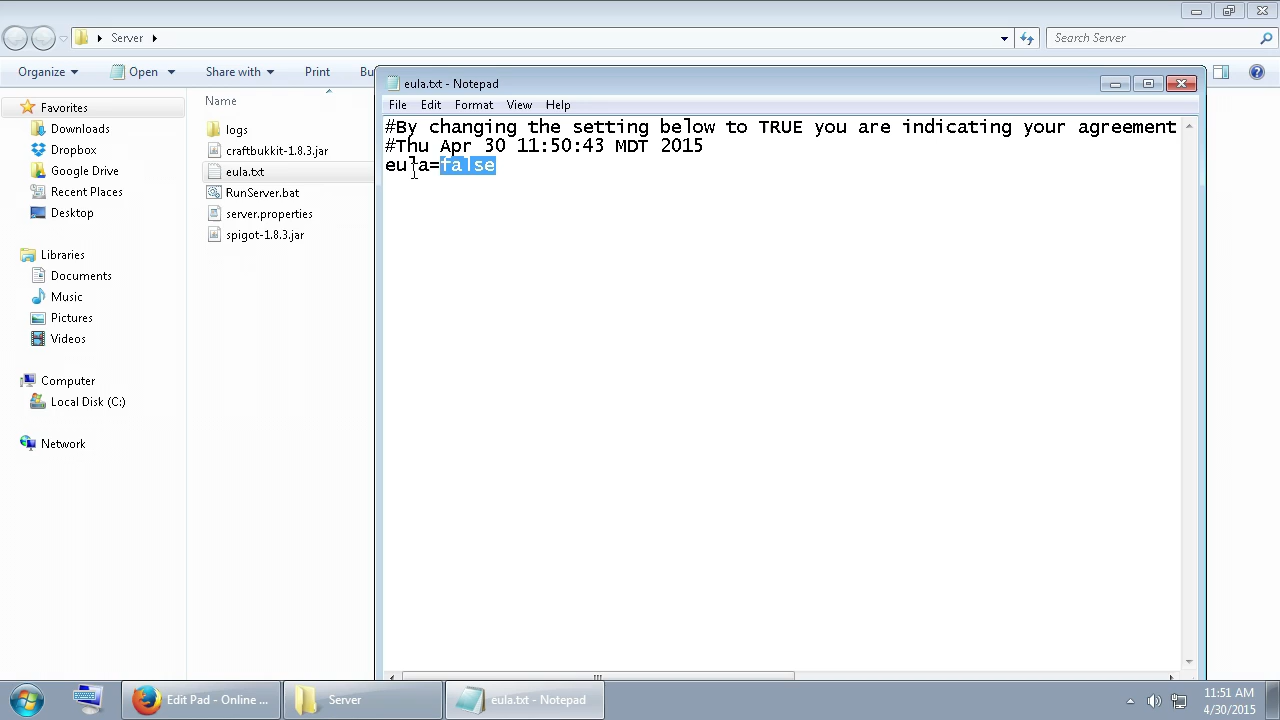 Server
Search Server
Organize
Open
Share with
Print
Bu
eula.txt - Notepad
File Edit Format View Help
Favorites
Downloads
Dropbox
Google Drive
Recent Places
Desktop
Libraries
Documents
Music
Pictures
Videos
Computer
Local Disk (C:)
Network
Name
logs
craftbukkit-1.8.3.jar
eula.txt
RunServer.bat
server.properties
spigot-1.8.3.jar
#By changing the setting below to TRUE you are indicating your agreement
#Thu Apr 30 11:50:43 MDT 2015
eula=false
Edit Pad - Online ...
Server
eula.txt - Notepad
11:51 AM
4/30/2015